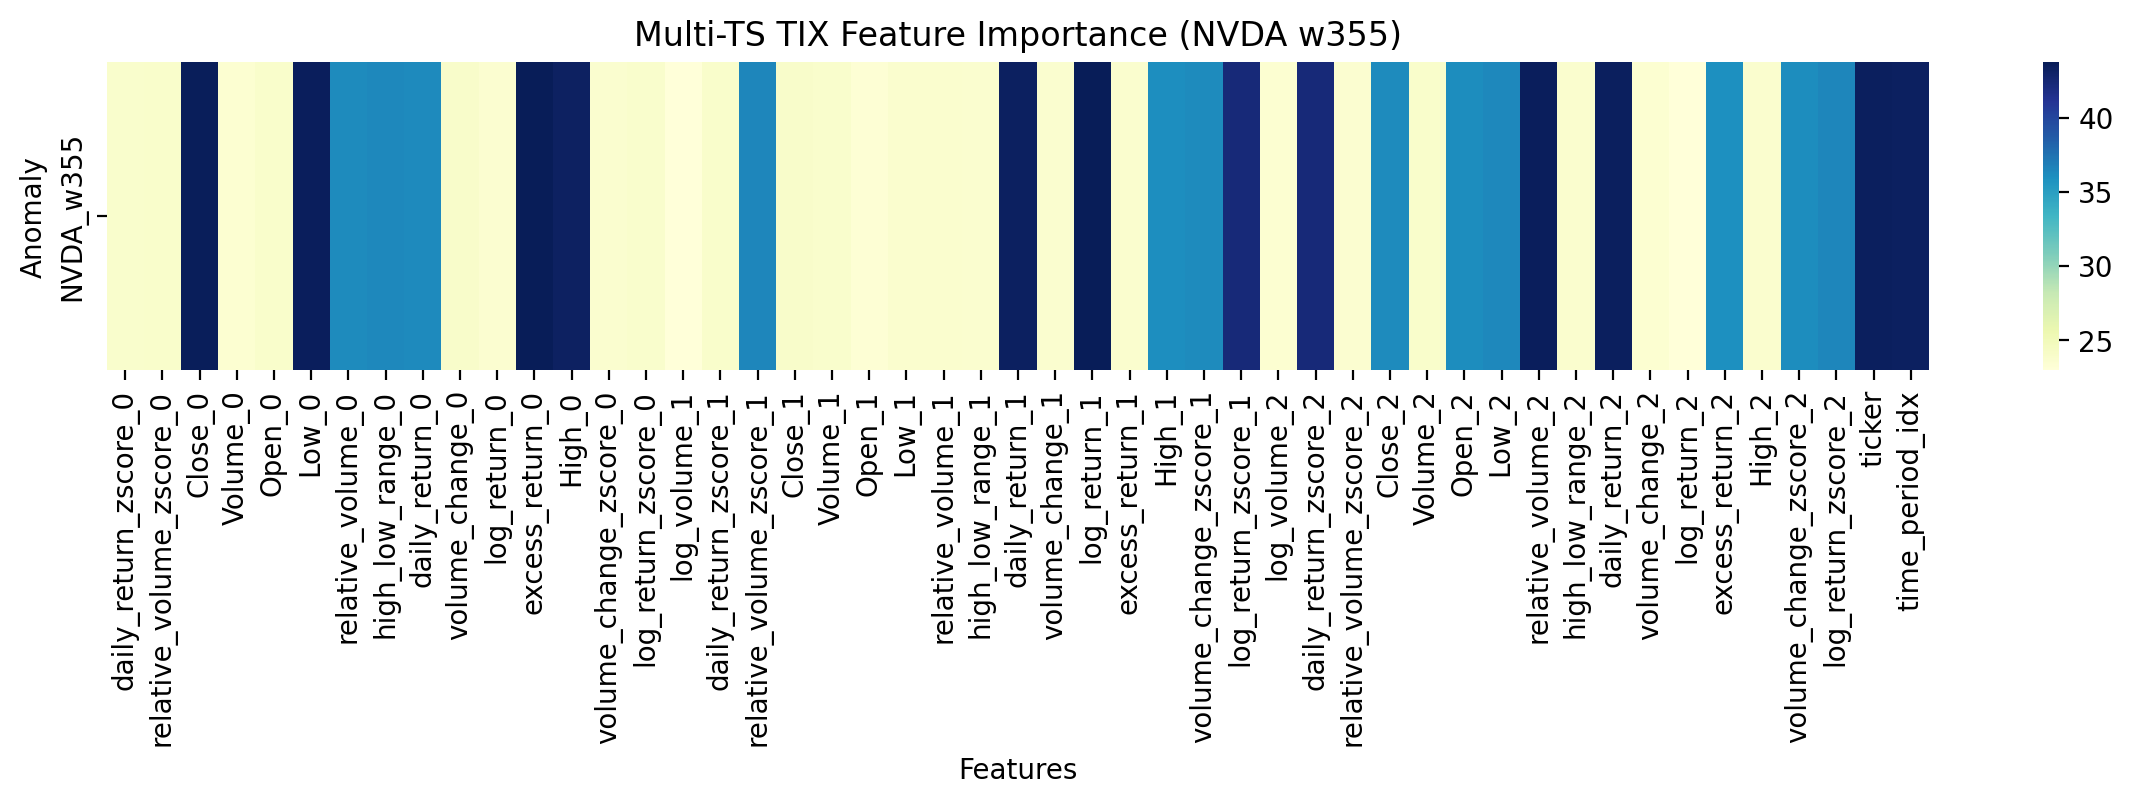 Multi-TS TIX Feature Importance (NVDA w355)
Anomaly
NVDA_w355
40
35
30
25
daily_return_zscore_0
relative_volume_zscore_0
Close_0
Volume_0
Open_0
Low_0
relative_volume_0
high_low_range_0
daily_return_0
volume_change_0
log_return_0
excess_return_0
High_0
volume_change_zscore_0
log_return_zscore_0
log_volume_1
daily_return_zscore_1
relative_volume_zscore_1
Close_1
Volume_1
Open_1
Low_1
relative_volume_1
high_low_range_1
daily_return_1
volume_change_1
log_return_1
excess_return_1
High_1
volume_change_zscore_1
log_return_zscore_1
log_volume_2
daily_return_zscore_2
relative_volume_zscore_2
Close_2
Volume_2
Open_2
Low_2
relative_volume_2
high_low_range_2
daily_return_2
volume_change_2
log_return_2
excess_return_2
High_2
volume_change_zscore_2
log_return_zscore_2
ticker
time_period_idx
Features